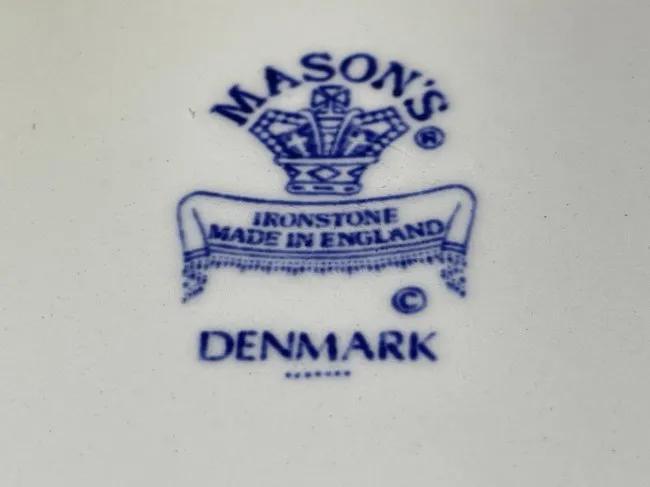 MASON'S
®
IRONSTONE
MADE IN ENGLAND
©
DENMARK